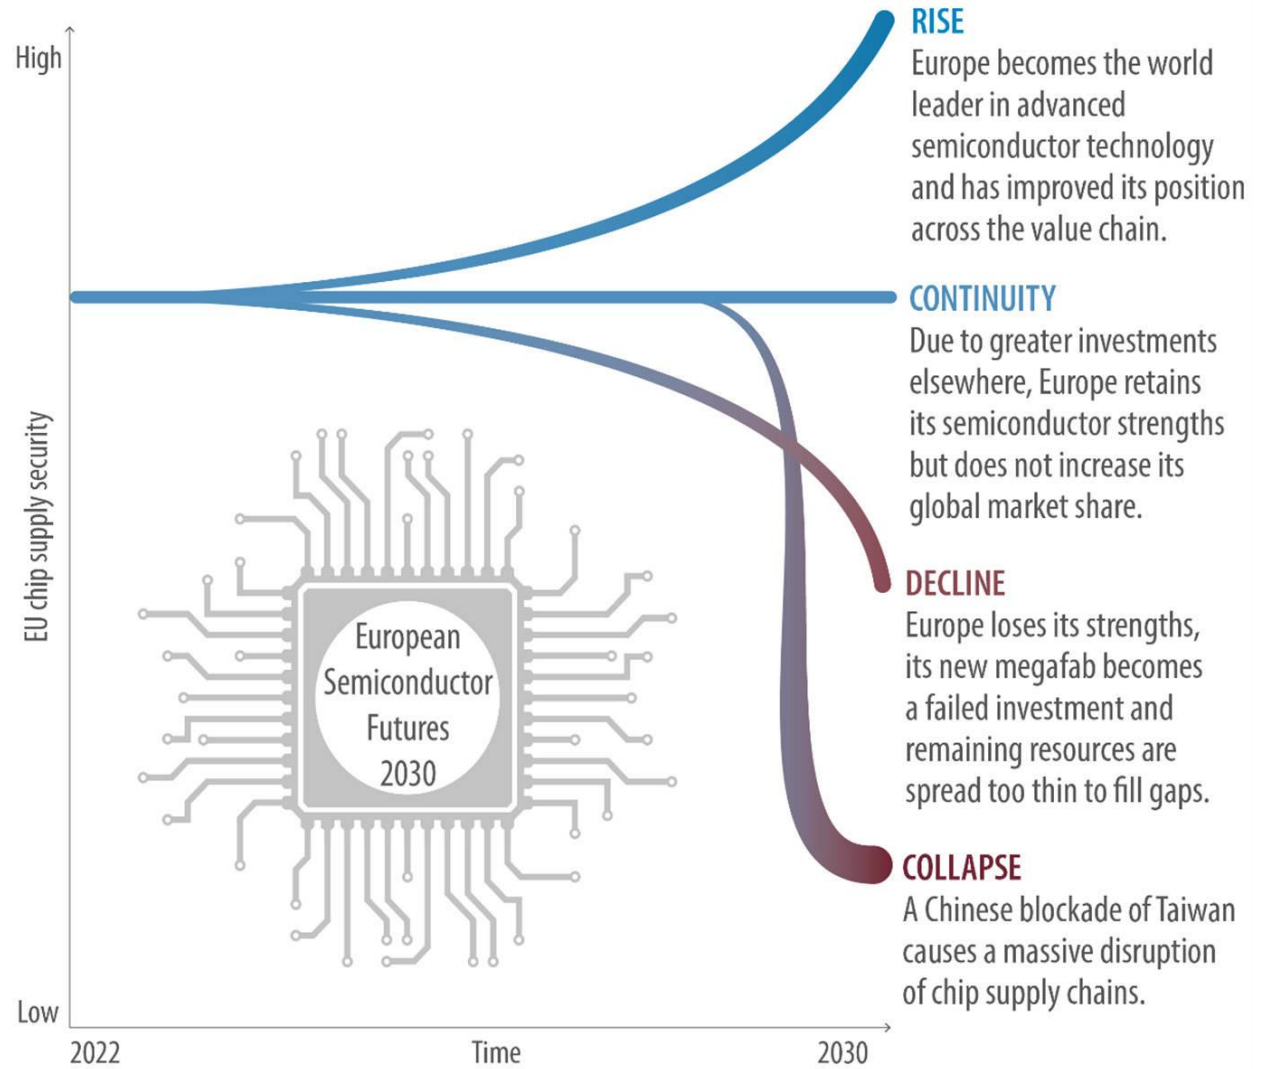 High
EU chip supply security
Low
2022
Time
2030
European
Semiconductor
Futures
2030
RISE
Europe becomes the world
leader in advanced
semiconductor technology
and has improved its position
across the value chain.
CONTINUITY
Due to greater investments
elsewhere, Europe retains
its semiconductor strengths
but does not increase its
global market share.
DECLINE
Europe loses its strengths,
its new megafab becomes
a failed investment and
remaining resources are
spread too thin to fill gaps.
COLLAPSE
A Chinese blockade of Taiwan
causes a massive disruption
of chip supply chains.